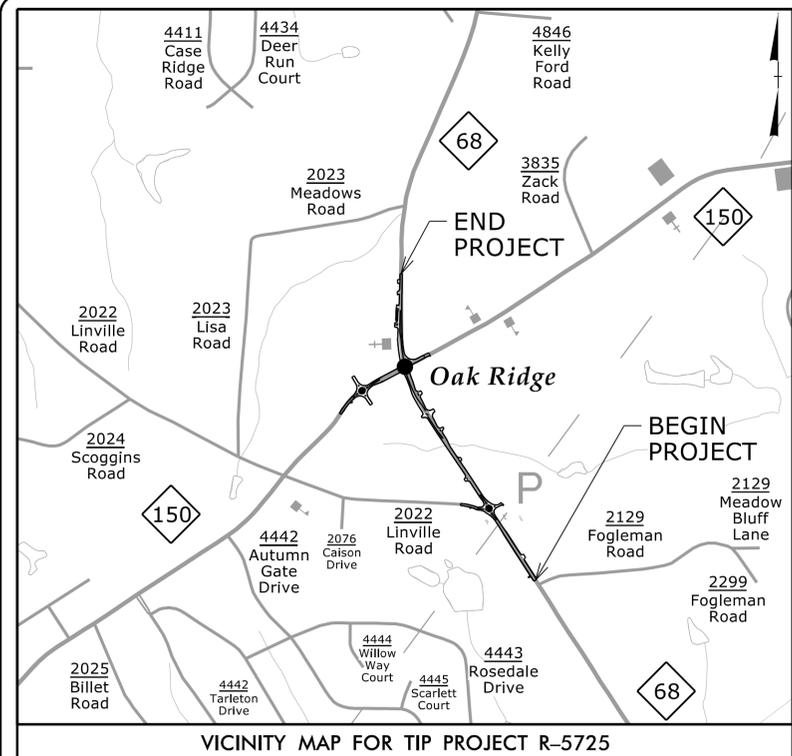 4411
Case
Ridge
Road
4434
Deer
Run
Court
4846
Kelly
Ford
Road
68
3835
Zack
Road
2023
Meadows
Road
150
END
PROJECT
2022
Linville
Road
2023
Lisa
Road
Oak Ridge
BEGIN
PROJECT
2024
Scoggins
Road
P
2129
Meadow
Bluff
Lane
150
4442
Autumn
Gate
Drive
2076
Caison
Drive
2022
Linville
Road
2129
Fogleman
Road
2299
Fogleman
Road
4444
Willow
Way
Court
4443
Rosedale
Drive
2025
Billet
Road
4442
Tarleton
Drive
4445
Scarlett
Court
68
VICINITY MAP FOR TIP PROJECT R–5725